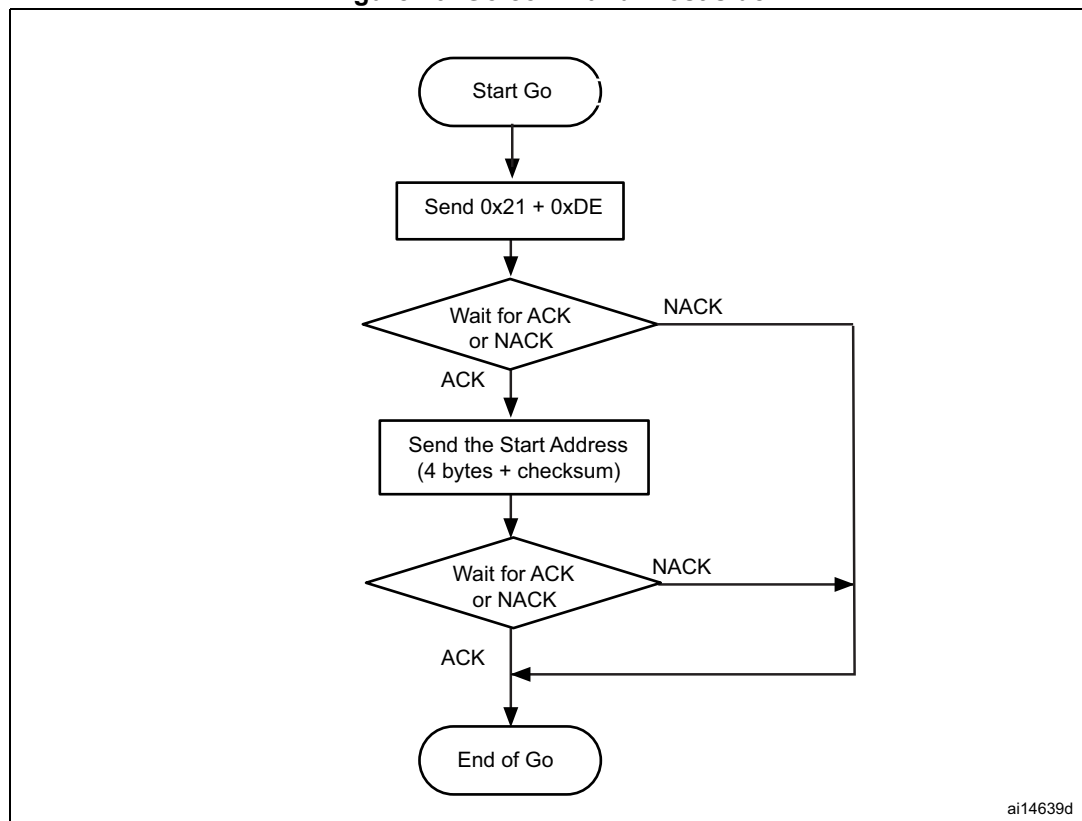 Start Go
Send 0x21 + 0xDE
Wait for ACK
or NACK
NACK
ACK
Send the Start Address
(4 bytes + checksum)
Wait for ACK
or NACK
NACK
ACK
End of Go
ai14639d